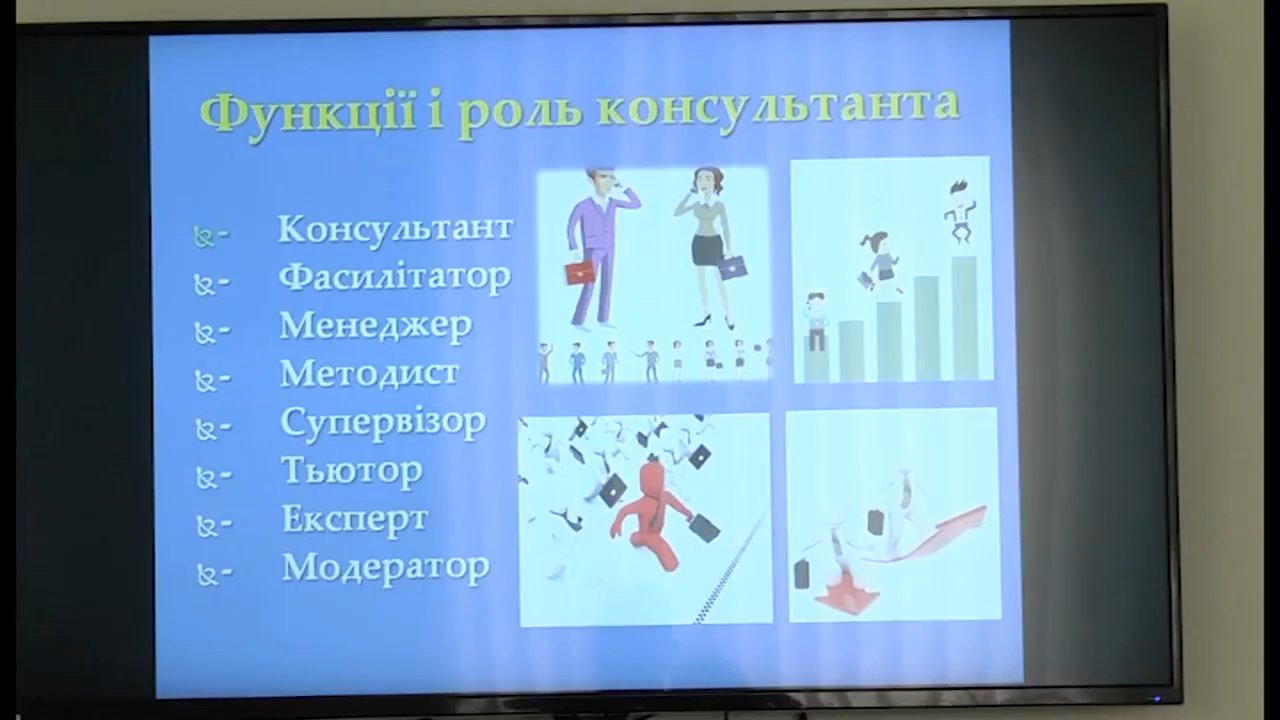 Функції і роль консультанта
- Консультант
- Фасилітатор
- Менеджер
- Методист
- Супервізор
- Тьютор
- Експерт
- Модератор